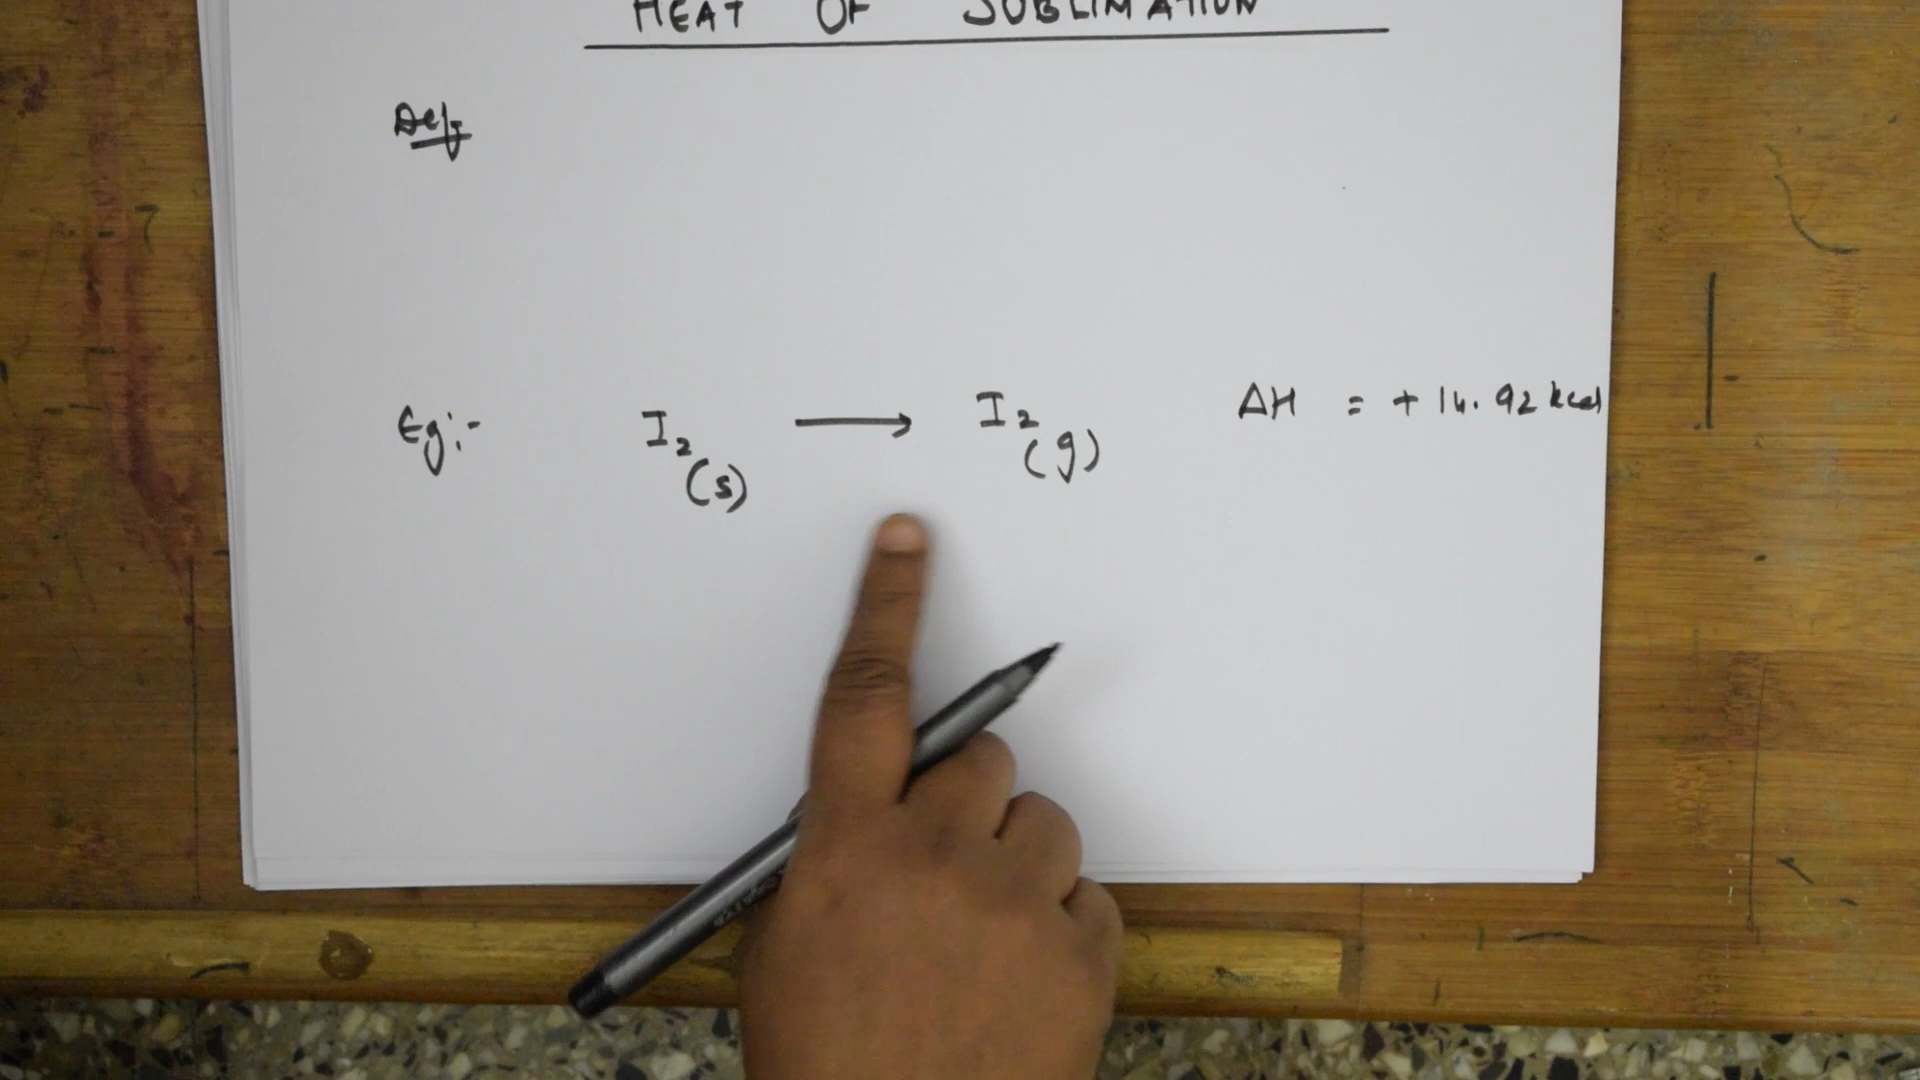 HEAT OF SUBLIMATION
Def
Eg:- I2(s) ⟶ I2(g) ΔH = + 14.92 kcal